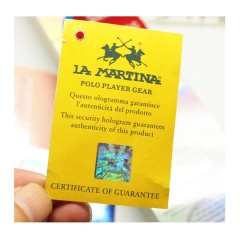 LA MARTINA
POLO PLAYER GEAR
Questo ologramma garantisce
l'autenticità del prodotto
This security hologram guarantees
authenticity of this product
CERTIFICATE OF GUARANTEE